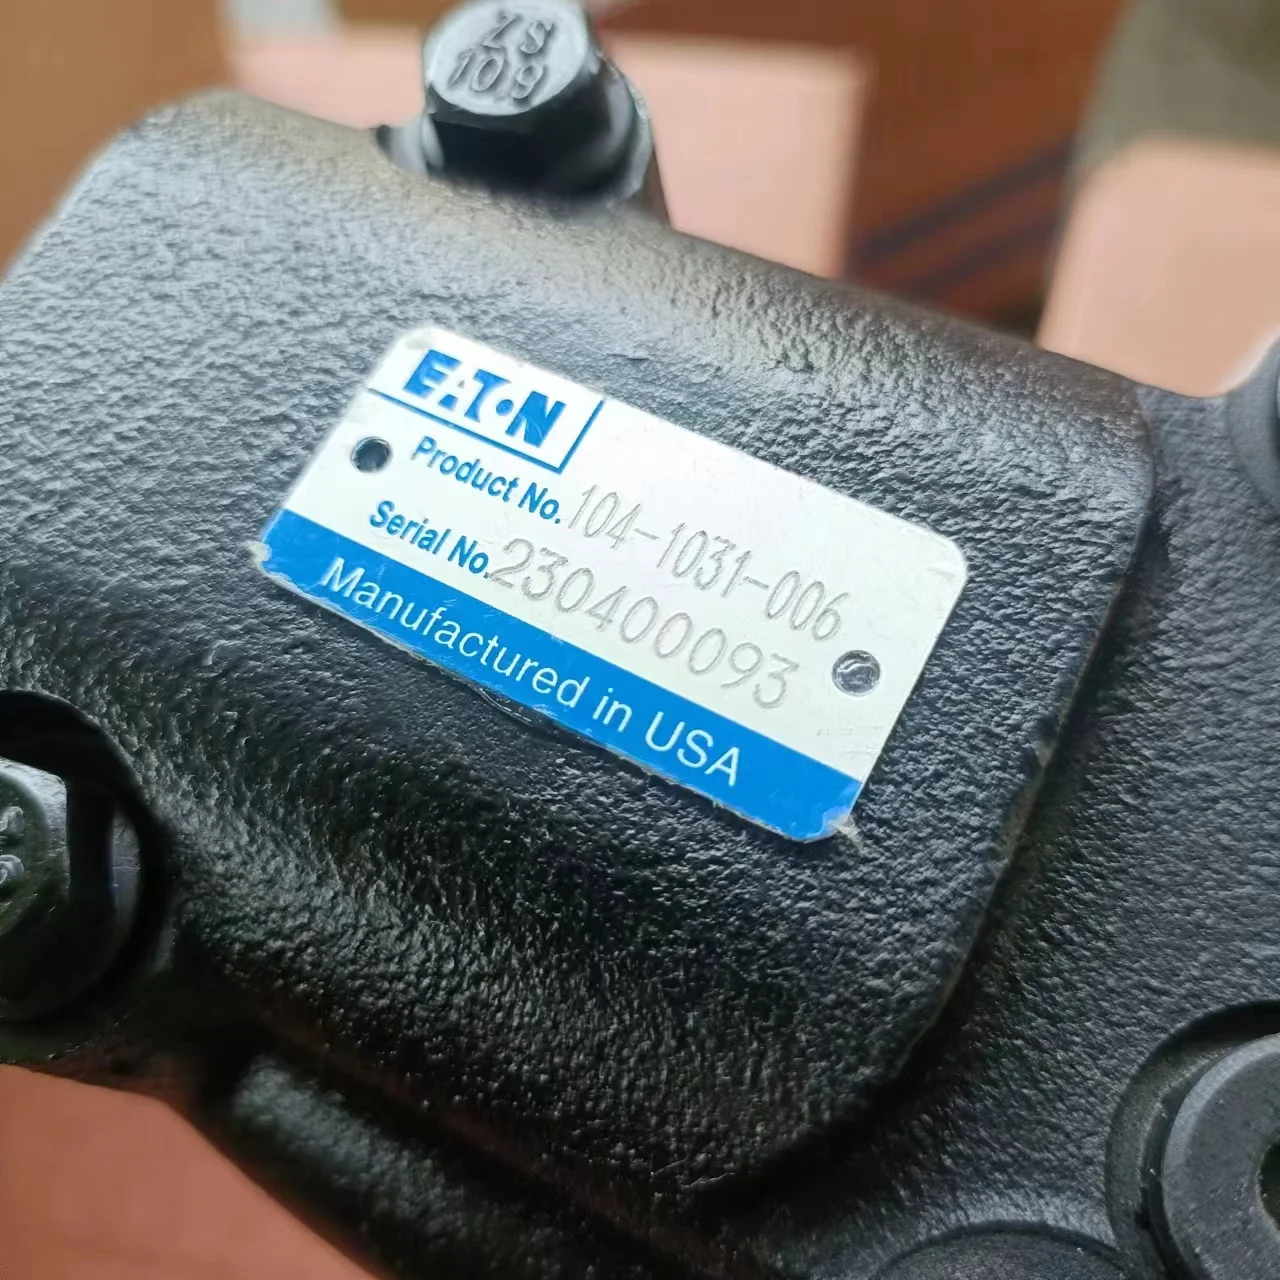 ZS
10.9
EATON
Product No. 104-1031-006
Serial No. 230400093
Manufactured in USA